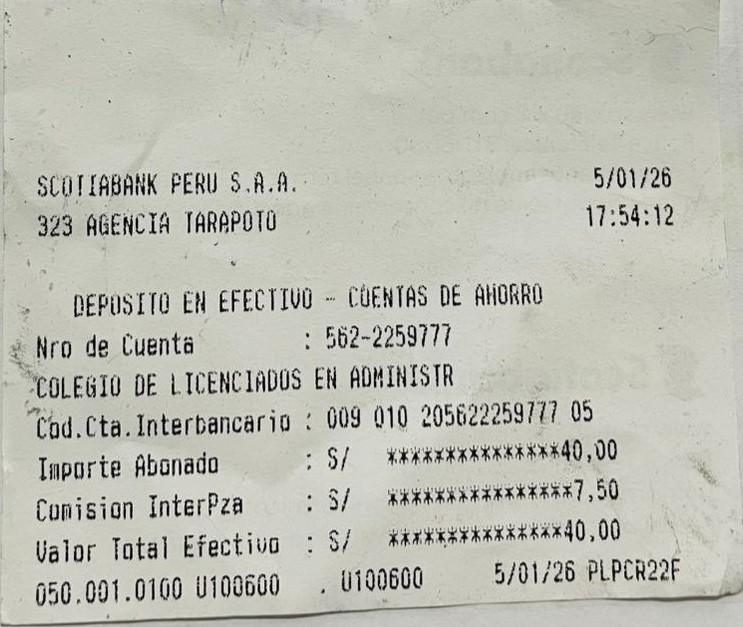 SCOTIABANK PERU S.A.A. 5/01/26
323 AGENCIA TARAPOTO 17:54:12
DEPOSITO EN EFECTIVO - CUENTAS DE AHORRO
Nro de Cuenta : 562-2259777
COLEGIO DE LICENCIADOS EN ADMINISTR
Cod.Cta.Interbancario : 009 010 205622259777 05
Importe Abonado : S/ ***************40,00
Comision InterPza : S/ ****************7,50
Valor Total Efectivo : S/ ***************40,00
050.001.0100 U100600 . U100600 5/01/26 PLPCR22F